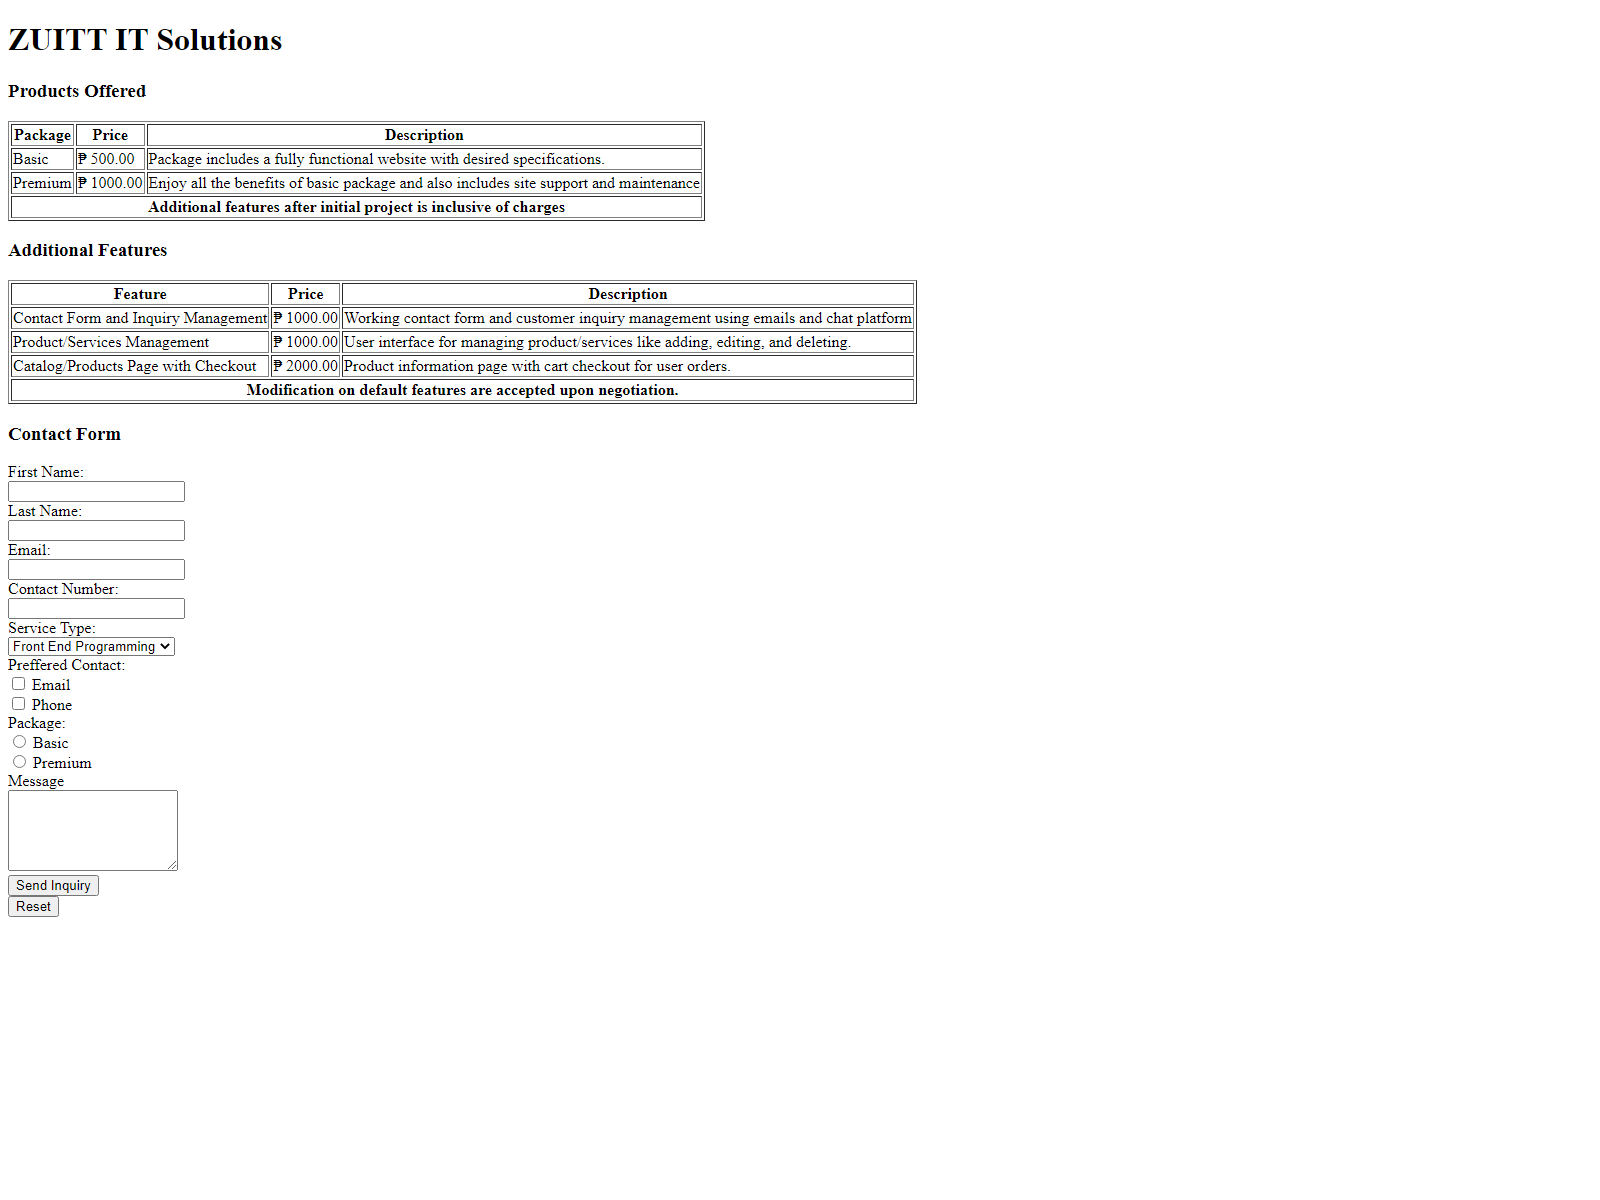 ZUITT IT Solutions
Products Offered
Package Price Description
Basic ₱ 500.00 Package includes a fully functional website with desired specifications.
Premium ₱ 1000.00 Enjoy all the benefits of basic package and also includes site support and maintenance
Additional features after initial project is inclusive of charges
Additional Features
Feature Price Description
Contact Form and Inquiry Management ₱ 1000.00 Working contact form and customer inquiry management using emails and chat platform
Product/Services Management ₱ 1000.00 User interface for managing product/services like adding, editing, and deleting.
Catalog/Products Page with Checkout ₱ 2000.00 Product information page with cart checkout for user orders.
Modification on default features are accepted upon negotiation.
Contact Form
First Name:
Last Name:
Email:
Contact Number:
Service Type:
Front End Programming
Preffered Contact:
Email
Phone
Package:
Basic
Premium
Message
Send Inquiry
Reset